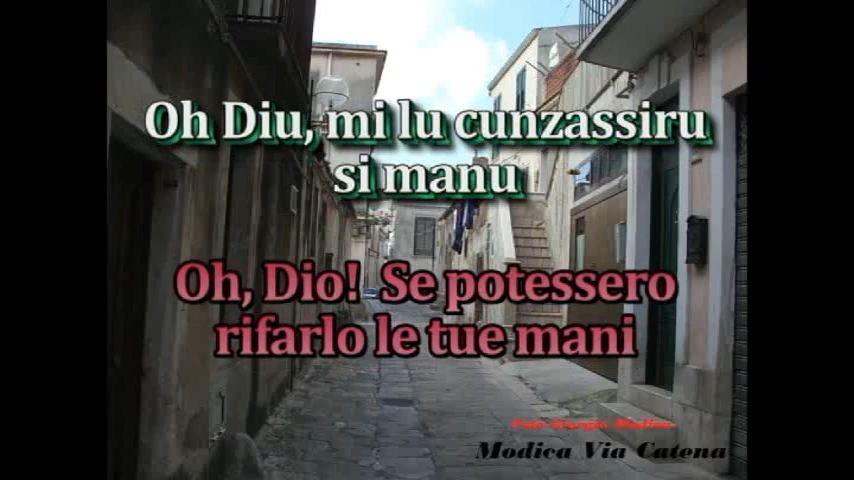 Oh Diu, mi lu cunzassiru
si manu
Oh, Dio! Se potessero
rifarlo le tue mani
Modica Via Catena